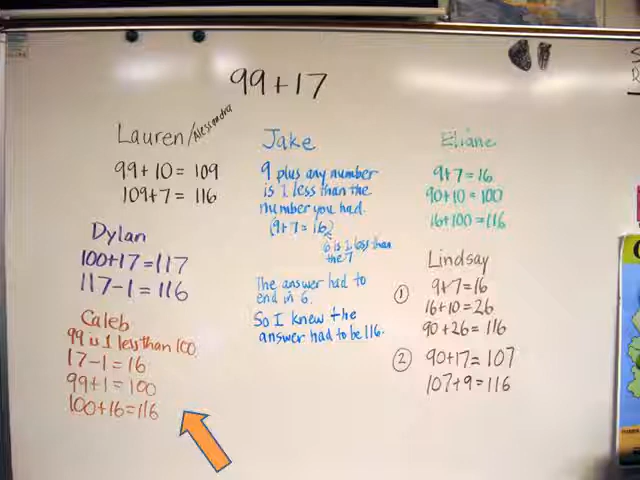 99+17
Lauren/Alessandra
99+10=109
109+7=116
Dylan
100+17=117
117-1=116
Caleb
99 is 1 less than 100.
17-1=16
99+1=100
100+16=116
Jake
9 plus any number
is 1 less than the
number you had.
(9+7=16)
6 is 1 less than
the 7
The answer had to
end in 6.
So I knew the
answer had to be 116.
Eliane
9+7=16
90+10=100
16+100=116
Lindsay
1 9+7=16
16+10=26
90+26=116
2 90+17=107
107+9=116